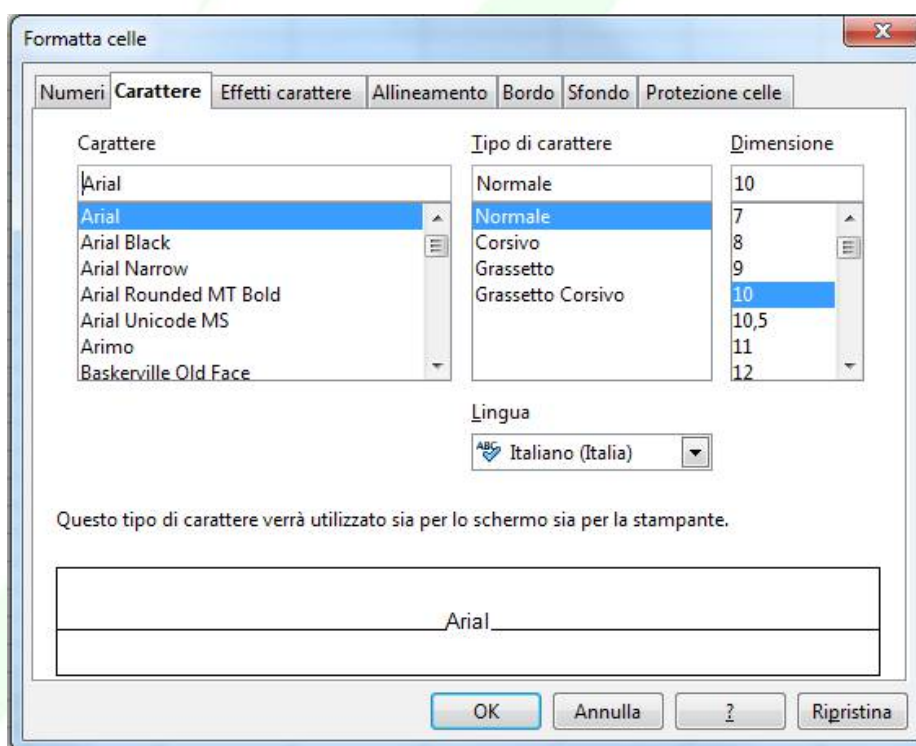 Formatta celle
Numeri Carattere Effetti carattere Allineamento Bordo Sfondo Protezione celle
Carattere Tipo di carattere Dimensione
Arial Normale 10
Arial Normale 7
Arial Black Corsivo 8
Arial Narrow Grassetto 9
Arial Rounded MT Bold Grassetto Corsivo 10
Arial Unicode MS 10,5
Arimo 11
Baskerville Old Face 12
Lingua
ABC Italiano (Italia)
Questo tipo di carattere verrà utilizzato sia per lo schermo sia per la stampante.
Arial
OK Annulla ? Ripristina